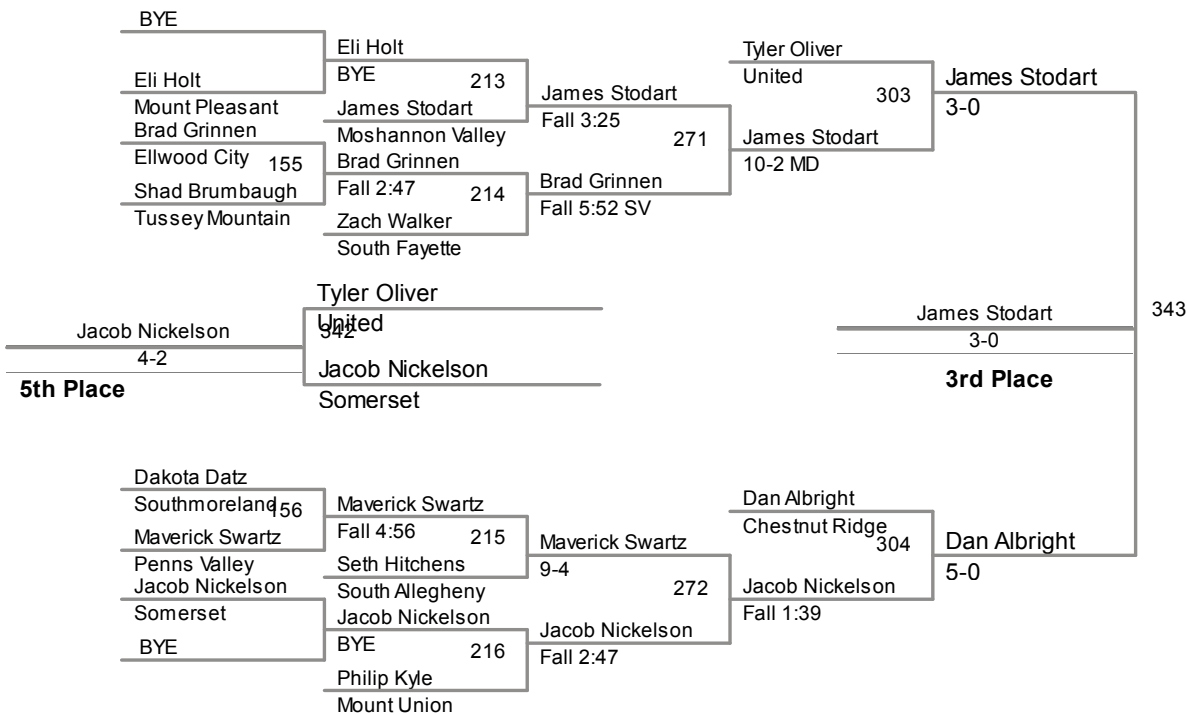 BYE
Eli Holt
Mount Pleasant
Brad Grinnen
Ellwood City
155
Shad Brumbaugh
Tussey Mountain
Eli Holt
BYE
213
James Stodart
Moshannon Valley
Brad Grinnen
Fall 2:47
214
Zach Walker
South Fayette
James Stodart
Fall 3:25
271
Brad Grinnen
Fall 5:52 SV
Tyler Oliver
United
303
James Stodart
10-2 MD
James Stodart
3-0
Tyler Oliver
United
342
Jacob Nickelson
Somerset
Jacob Nickelson
4-2
5th Place
James Stodart
3-0
3rd Place
343
Dakota Datz
Southmoreland
156
Maverick Swartz
Penns Valley
Jacob Nickelson
Somerset
BYE
Maverick Swartz
Fall 4:56
215
Seth Hitchens
South Allegheny
Jacob Nickelson
BYE
216
Philip Kyle
Mount Union
Maverick Swartz
9-4
272
Jacob Nickelson
Fall 2:47
Dan Albright
Chestnut Ridge
304
Jacob Nickelson
Fall 1:39
Dan Albright
5-0